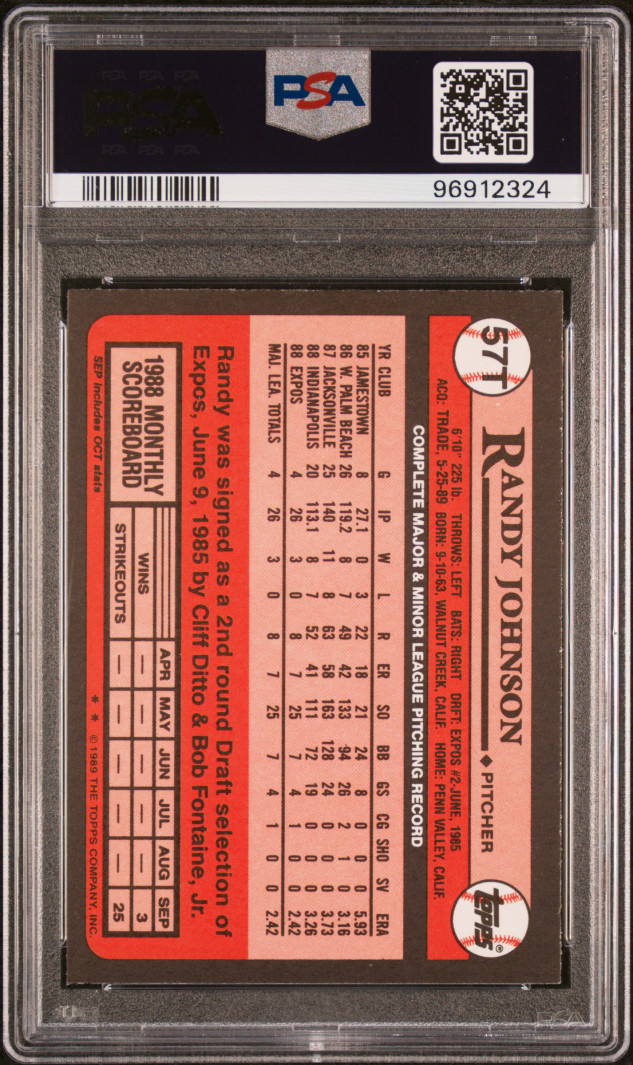 PSA
96912324
57T
RANDY JOHNSON ◆ PITCHER
Topps®
6'10" 225 lb. THROWS: LEFT BATS: RIGHT DRFT: EXPOS #2-JUNE, 1985
ACQ: TRADE, 5-25-89 BORN: 9-10-63, WALNUT CREEK, CALIF. HOME: PENN VALLEY, CALIF.
COMPLETE MAJOR & MINOR LEAGUE PITCHING RECORD
YR CLUB G IP W L R ER SO BB GS CG SHO SV ERA
85 JAMESTOWN 8 27.1 0 3 22 18 21 24 8 0 0 0 5.93
86 W. PALM BEACH 26 119.2 8 7 49 42 133 94 26 2 1 0 3.16
87 JACKSONVILLE 25 140 11 8 63 58 163 128 24 0 0 0 3.73
88 INDIANAPOLIS 20 113.1 8 7 52 41 111 72 19 0 0 0 3.26
88 EXPOS 4 26 3 0 8 7 25 7 4 1 0 0 2.42
MAJ. LEA. TOTALS 4 26 3 0 8 7 25 7 4 1 0 0 2.42
Randy was signed as a 2nd round Draft selection of
Expos, June 9, 1985 by Cliff Ditto & Bob Fontaine, Jr.
1988 MONTHLY
SCOREBOARD
APR MAY JUN JUL AUG SEP
WINS — — — — — 3
STRIKEOUTS — — — — — 25
SEP includes OCT stats
* * © 1989 THE TOPPS COMPANY, INC.